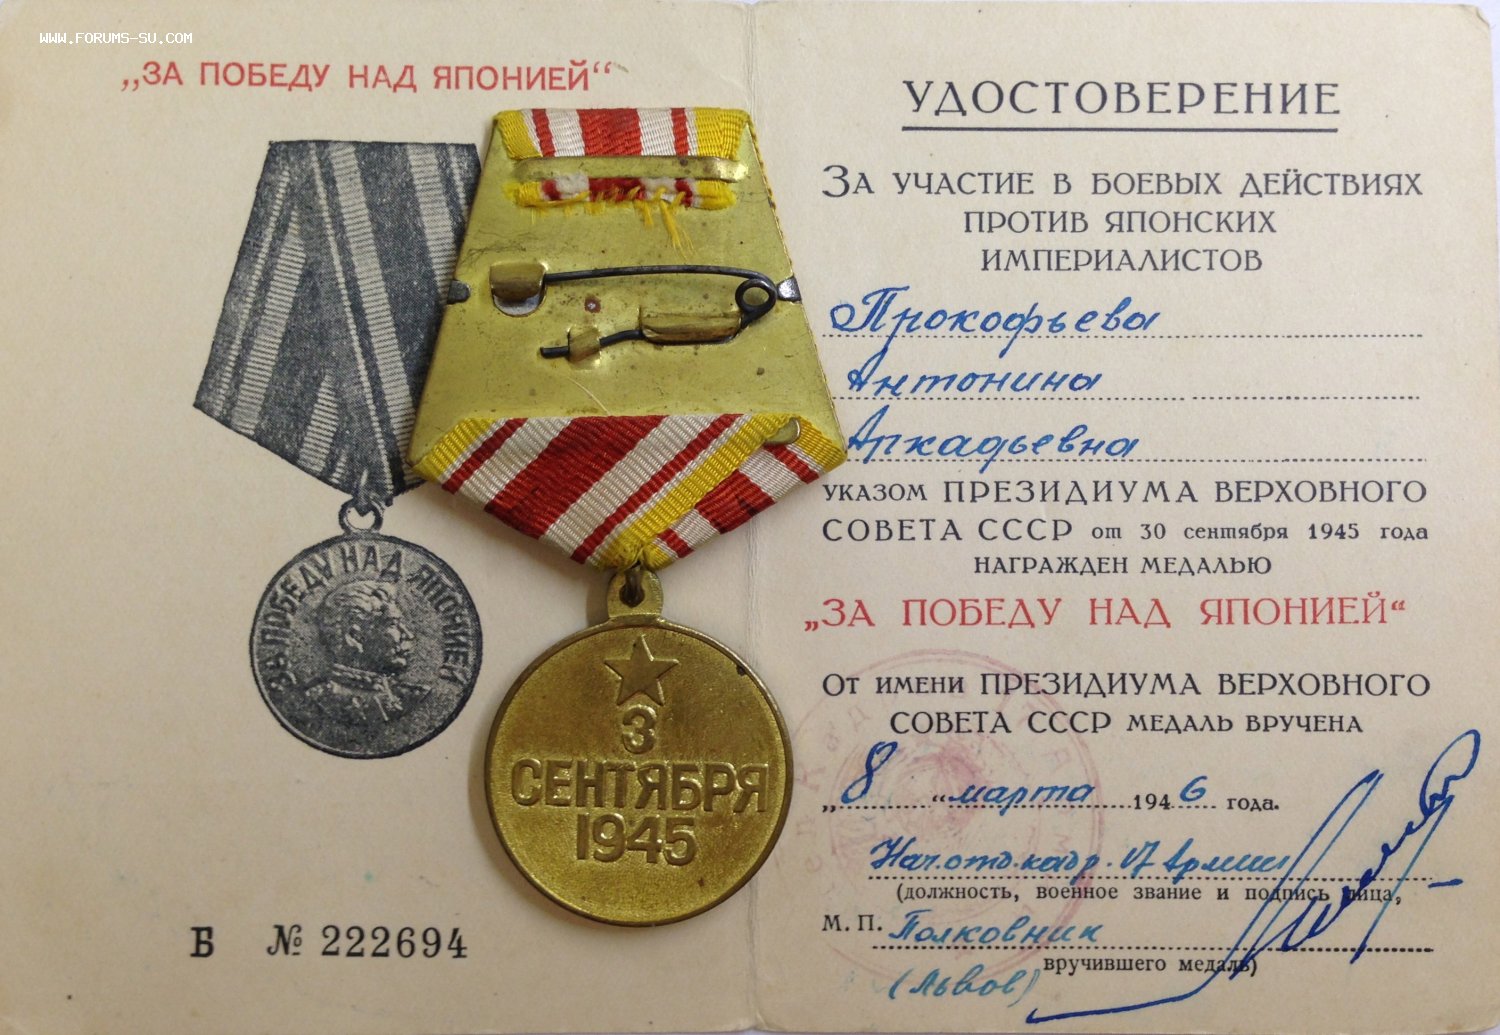 WWW.FORUMS-SU.COM
„ЗА ПОБЕДУ НАД ЯПОНИЕЙ“
ЗА ПОБЕДУ НАД ЯПОНИЕЙ
Б № 222694
3
СЕНТЯБРЯ
1945
УДОСТОВЕРЕНИЕ
ЗА УЧАСТИЕ В БОЕВЫХ ДЕЙСТВИЯХ
ПРОТИВ ЯПОНСКИХ
ИМПЕРИАЛИСТОВ
Прокофьева
Антонина
Аркадьевна
УКАЗОМ ПРЕЗИДИУМА ВЕРХОВНОГО
СОВЕТА СССР от 30 сентября 1945 года
НАГРАЖДЕН МЕДАЛЬЮ
„ЗА ПОБЕДУ НАД ЯПОНИЕЙ“
ОТ ИМЕНИ ПРЕЗИДИУМА ВЕРХОВНОГО
СОВЕТА СССР МЕДАЛЬ ВРУЧЕНА
„8“ марта 1946 года.
Нач. отд. кадр. 17 Армии
(должность, военное звание и подпись лица,
М. П. Полковник
вручившего медаль)
(Львов)